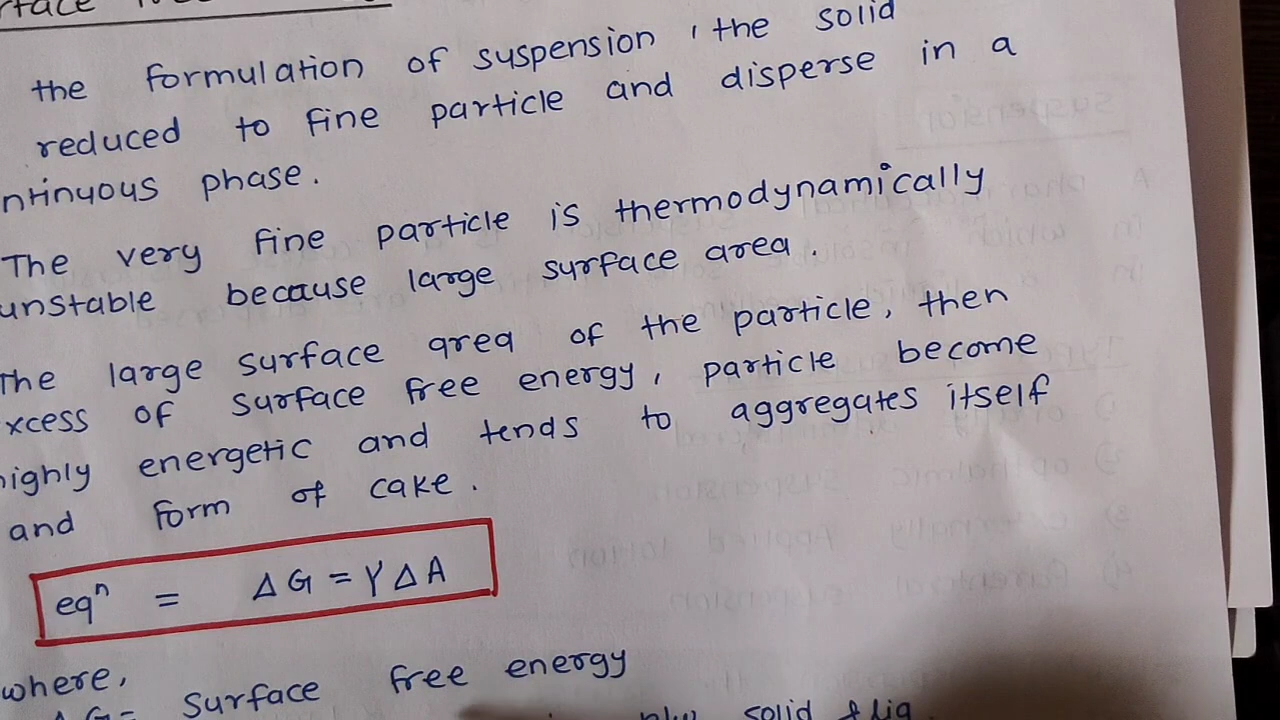 the formulation of suspension, the solid
reduced to fine particle and disperse in a
ntinuous phase.
The very fine particle is thermodynamically
unstable because large surface area.
The large surface area of the particle, then
xcess of surface free energy, particle become
highly energetic and tends to aggregates itself
and form of cake.
eqⁿ = ΔG = γΔA
where,
ΔG = surface free energy
solid & liq